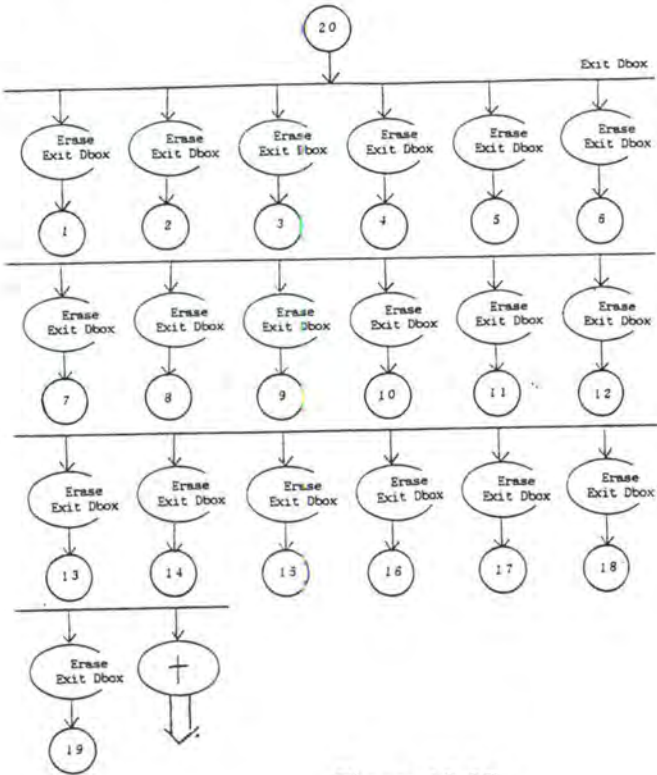 20
Exit Dbox
Erase Erase Erase Erase Erase Erase
Exit Dbox Exit Dbox Exit Dbox Exit Dbox Exit Dbox Exit Dbox
1 2 3 4 5 6
Erase Erase Erase Erase Erase Erase
Exit Dbox Exit Dbox Exit Dbox Exit Dbox Exit Dbox Exit Dbox
7 8 9 10 11 12
Erase Erase Erase Erase Erase Erase
Exit Dbox Exit Dbox Exit Dbox Exit Dbox Exit Dbox Exit Dbox
13 14 15 16 17 18
Erase
Exit Dbox
19